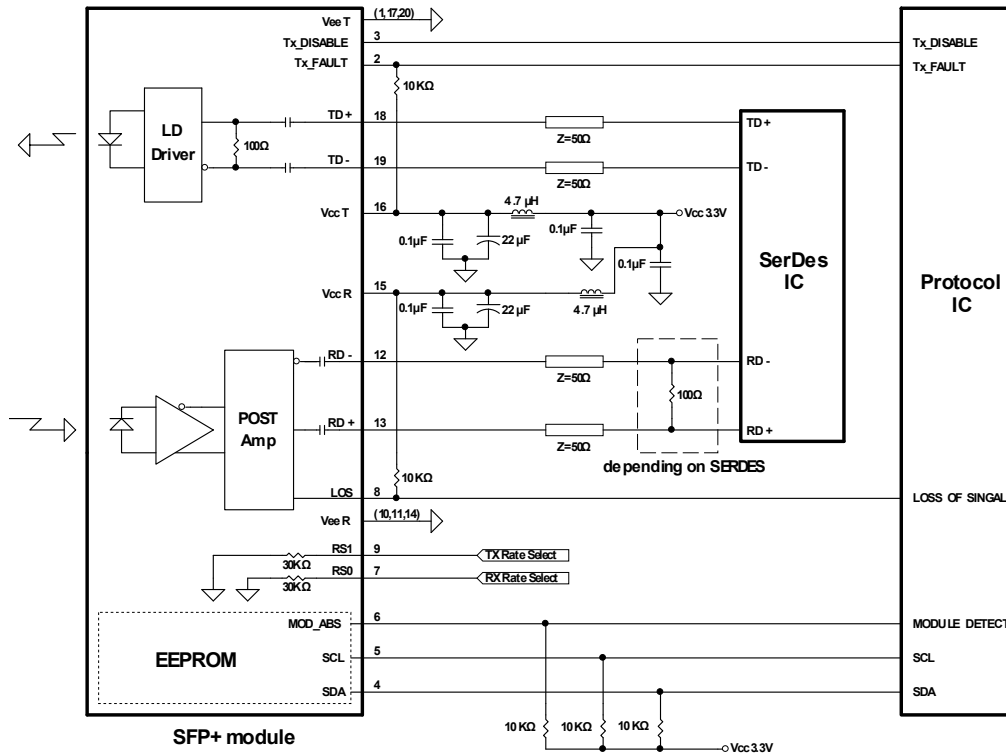 Vee T (1,17,20)
Tx_DISABLE 3 Tx_DISABLE
Tx_FAULT 2 Tx_FAULT
10 KΩ
LD Driver
100Ω
TD + 18 Z=50Ω TD +
TD - 19 Z=50Ω TD -
Vcc T 16 4.7 µH Vcc 3.3V
0.1µF 22 µF 0.1µF
0.1µF
SerDes IC
Protocol IC
Vcc R 15
0.1µF 22 µF 4.7 µH
RD - 12 Z=50Ω RD -
100Ω
POST Amp
RD + 13 Z=50Ω RD +
depending on SERDES
10 KΩ
LOS 8 LOSS OF SINGAL
Vee R (10,11,14)
RS1 9 TX Rate Select
30KΩ
RS0 7 RX Rate Select
30KΩ
MOD_ABS 6 MODULE DETECT
EEPROM
SCL 5 SCL
SDA 4 SDA
10 KΩ 10 KΩ 10 KΩ
Vcc 3.3V
SFP+ module